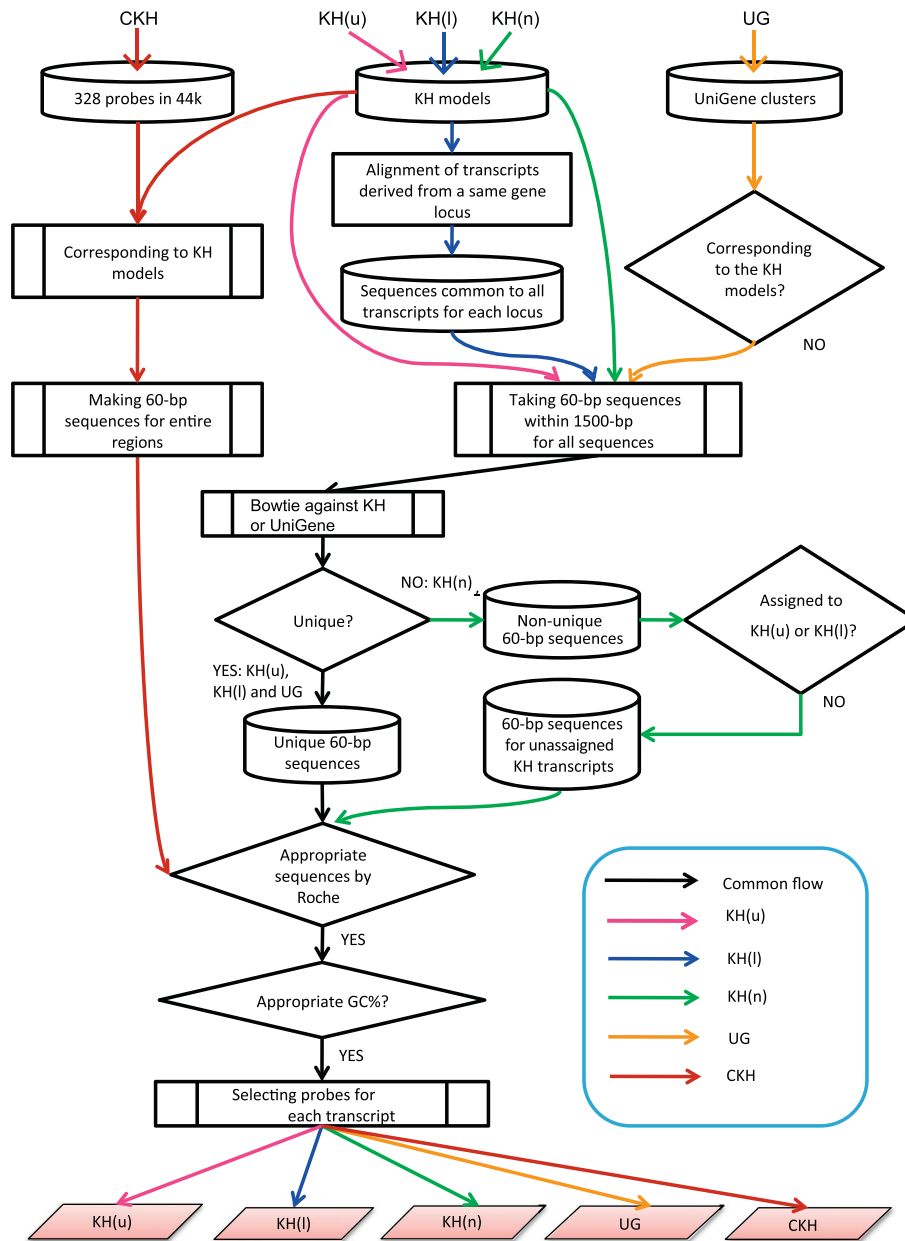 CKH
KH(u)
KH(l)
KH(n)
UG
328 probes in 44k
KH models
UniGene clusters
Alignment of transcripts
derived from a same gene
locus
Corresponding to KH
models
Corresponding
to the KH
models?
Sequences common to all
transcripts for each locus
NO
Making 60-bp
sequences for entire
regions
Taking 60-bp sequences
within 1500-bp
for all sequences
Bowtie against KH
or UniGene
NO: KH(n)
Unique?
Non-unique
60-bp sequences
Assigned to
KH(u) or KH(l)?
YES: KH(u),
KH(l) and UG
NO
Unique 60-bp
sequences
60-bp sequences
for unassaigned
KH transcripts
Appropriate
sequences by
Roche
YES
Appropriate GC%?
YES
Selecting probes for
each transcript
Common flow
KH(u)
KH(l)
KH(n)
UG
CKH
KH(u)
KH(l)
KH(n)
UG
CKH